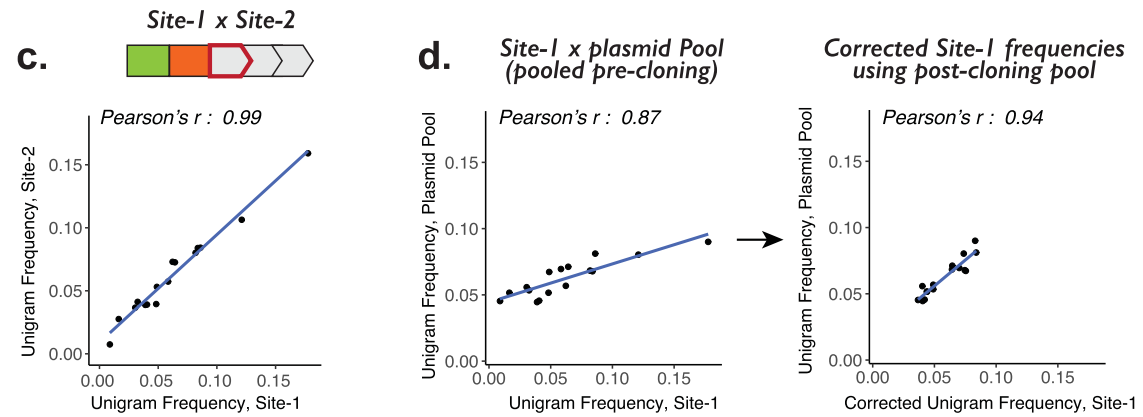 c.
Site-1 x Site-2
Pearson's r : 0.99
Unigram Frequency, Site-2
0.15
0.10
0.05
0.00
0.00 0.05 0.10 0.15
Unigram Frequency, Site-1
d.
Site-1 x plasmid Pool
(pooled pre-cloning)
Pearson's r : 0.87
Unigram Frequency, Plasmid Pool
0.15
0.10
0.05
0.00
0.00 0.05 0.10 0.15
Unigram Frequency, Site-1
Corrected Site-1 frequencies
using post-cloning pool
Pearson's r : 0.94
Unigram Frequency, Plasmid Pool
0.15
0.10
0.05
0.00
0.00 0.05 0.10 0.15
Corrected Unigram Frequency, Site-1